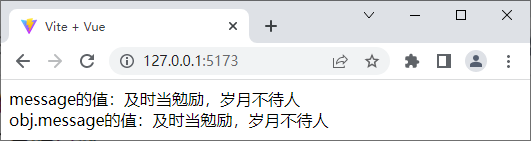 Vite + Vue
127.0.0.1:5173
message的值：及时当勉励，岁月不待人
obj.message的值：及时当勉励，岁月不待人